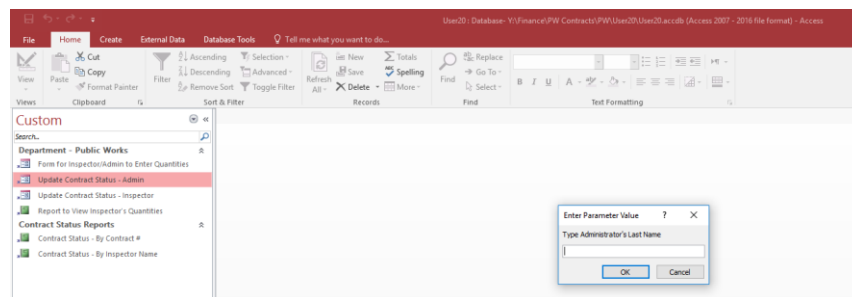 User20 : Database- Y:\Finance\PW Contracts\PW\User20\User20.accdb (Access 2007 - 2016 file format) - Access
File Home Create External Data Database Tools Tell me what you want to do...
View
Views
Paste
Cut
Copy
Format Painter
Clipboard
Filter
Ascending
Descending
Remove Sort
Selection
Advanced
Toggle Filter
Sort & Filter
Refresh
All
New
Save
Delete
Totals
Spelling
More
Records
Find
Replace
Go To
Select
Find
B I U A
Text Formatting
Custom
Search...
Department - Public Works
Form for Inspector/Admin to Enter Quantities
Update Contract Status - Admin
Update Contract Status - Inspector
Report to View Inspector's Quantities
Contract Status Reports
Contract Status - By Contract #
Contract Status - By Inspector Name
Enter Parameter Value ? X
Type Administrator's Last Name
OK Cancel